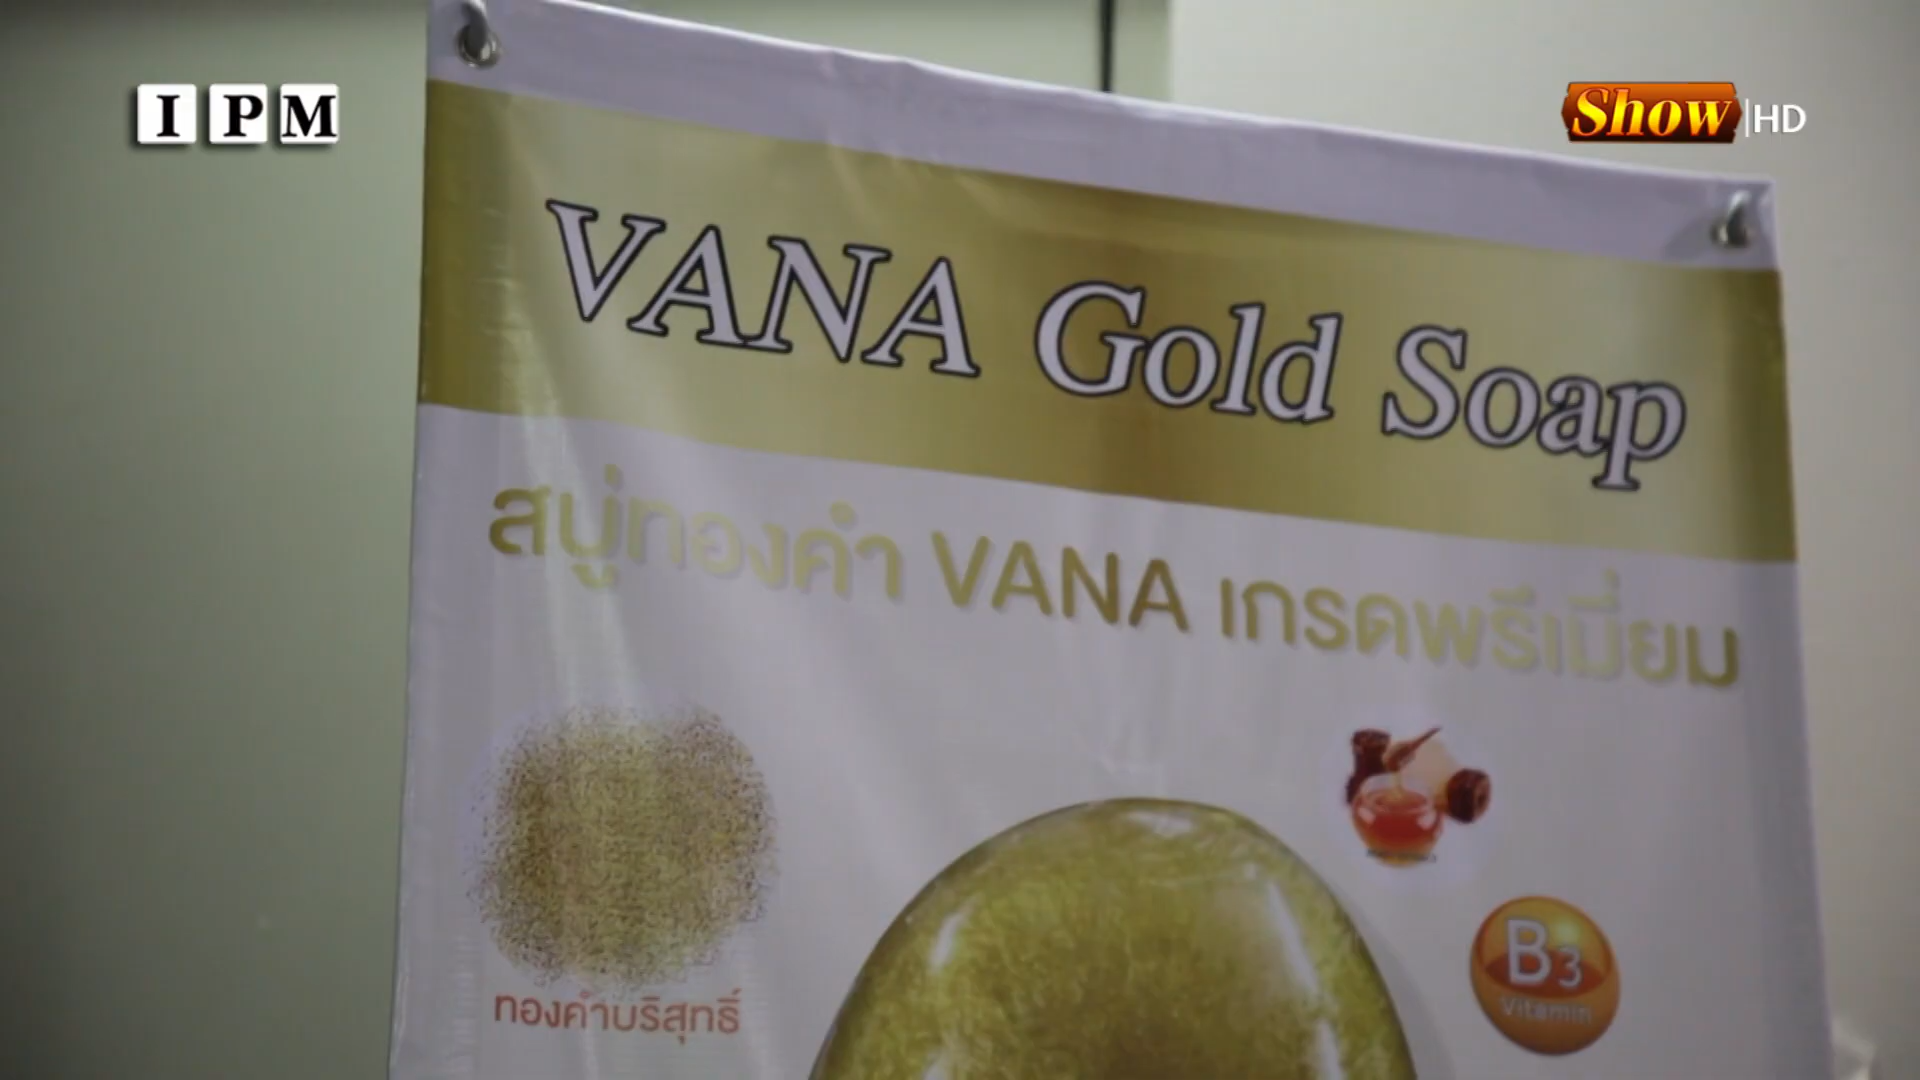 IPM
Show HD
VANA Gold Soap
สบู่ทองคำ VANA เกรดพรีเมี่ยม
B3
Vitamin
ทองคำบริสุทธิ์